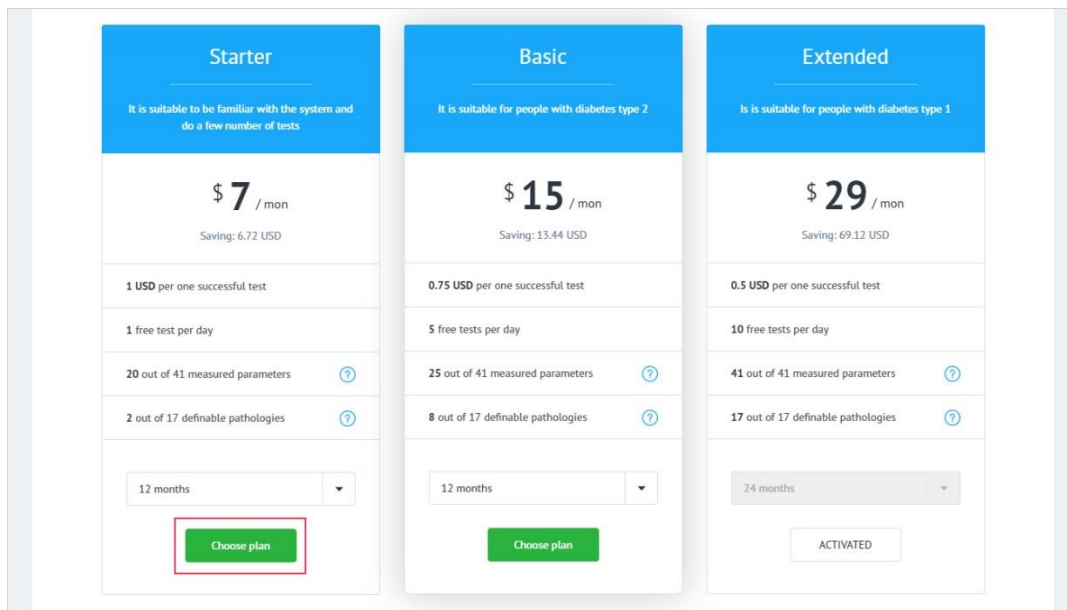 Starter
It is suitable to be familiar with the system and
do a few number of tests
$ 7 / mon
Saving: 6.72 USD
1 USD per one successful test
1 free test per day
20 out of 41 measured parameters ?
2 out of 17 definable pathologies ?
12 months
Choose plan
Basic
It is suitable for people with diabetes type 2
$ 15 / mon
Saving: 13.44 USD
0.75 USD per one successful test
5 free tests per day
25 out of 41 measured parameters ?
8 out of 17 definable pathologies ?
12 months
Choose plan
Extended
Is is suitable for people with diabetes type 1
$ 29 / mon
Saving: 69.12 USD
0.5 USD per one successful test
10 free tests per day
41 out of 41 measured parameters ?
17 out of 17 definable pathologies ?
24 months
ACTIVATED